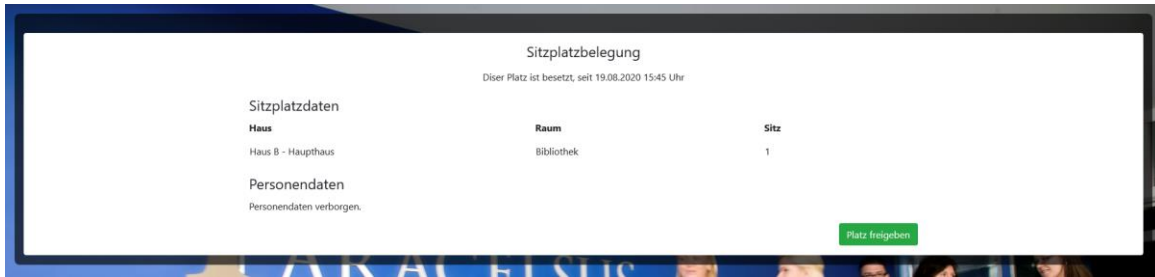 Sitzplatzbelegung
Diser Platz ist besetzt, seit 19.08.2020 15:45 Uhr
Sitzplatzdaten
Haus Raum Sitz
Haus B - Haupthaus Bibliothek 1
Personendaten
Personendaten verborgen.
Platz freigeben